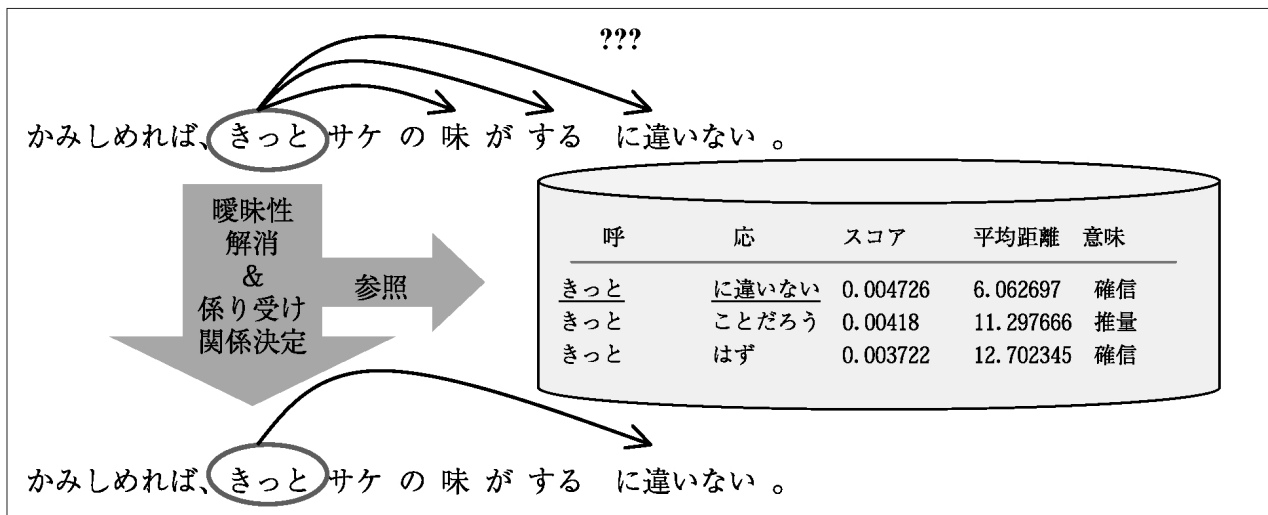 ???
かみしめれば、きっと サケ の 味 が する に違いない 。
曖昧性
解消
&
係り受け
関係決定
参照
呼 応 スコア 平均距離 意味
きっと に違いない 0.004726 6.062697 確信
きっと ことだろう 0.00418 11.297666 推量
きっと はず 0.003722 12.702345 確信
かみしめれば、きっと サケ の 味 が する に違いない 。